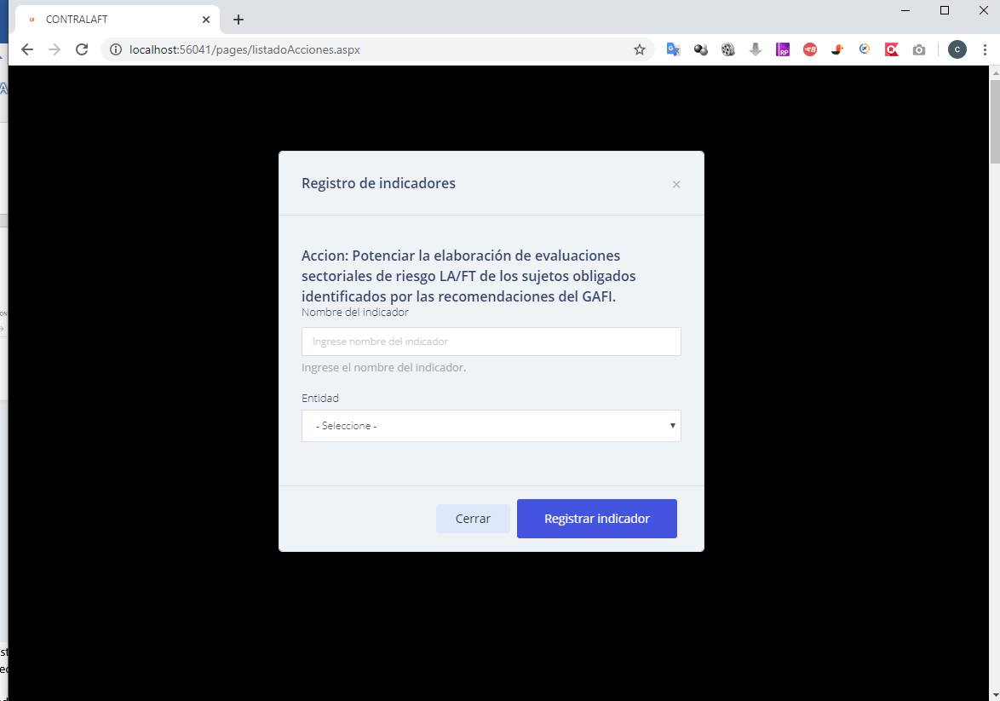 CONTRALAFT
localhost:56041/pages/listadoAcciones.aspx
Registro de indicadores
×
Accion: Potenciar la elaboración de evaluaciones
sectoriales de riesgo LA/FT de los sujetos obligados
identificados por las recomendaciones del GAFI.
Nombre del indicador
Ingrese nombre del indicador
Ingrese el nombre del indicador.
Entidad
- Seleccione -
Cerrar
Registrar indicador